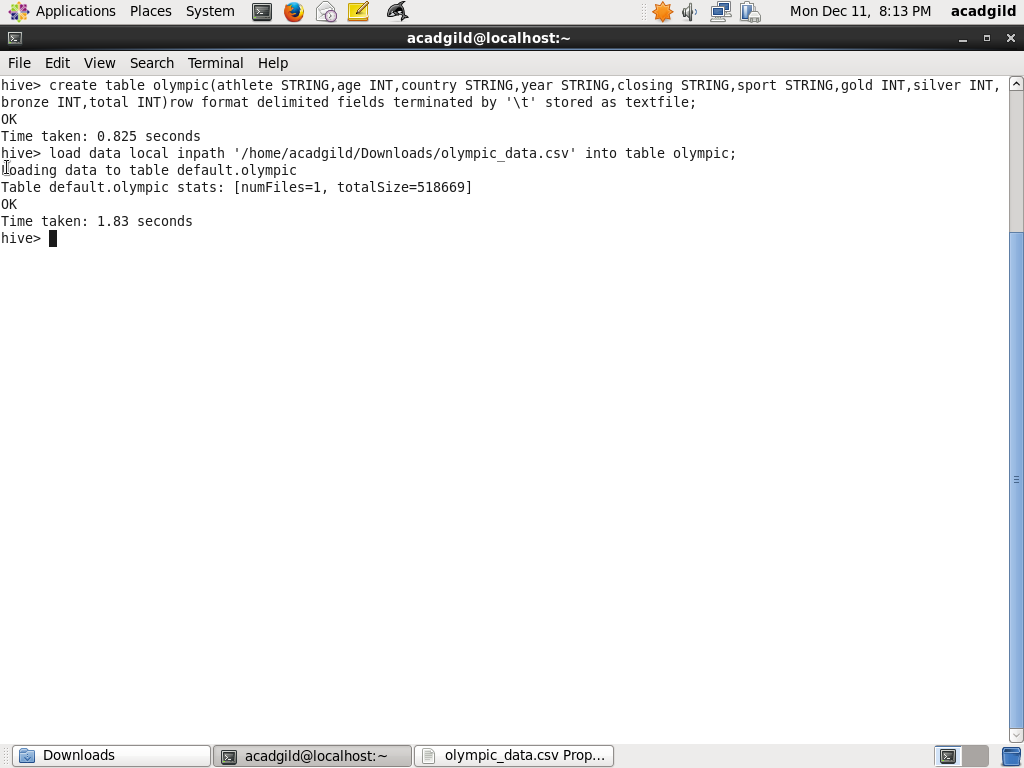 Applications Places System Mon Dec 11, 8:13 PM acadgild
acadgild@localhost:~
File Edit View Search Terminal Help
hive> create table olympic(athlete STRING,age INT,country STRING,year STRING,closing STRING,sport STRING,gold INT,silver INT,
bronze INT,total INT)row format delimited fields terminated by '\t' stored as textfile;
OK
Time taken: 0.825 seconds
hive> load data local inpath '/home/acadgild/Downloads/olympic_data.csv' into table olympic;
Loading data to table default.olympic
Table default.olympic stats: [numFiles=1, totalSize=518669]
OK
Time taken: 1.83 seconds
hive>
Downloads acadgild@localhost:~ olympic_data.csv Prop...